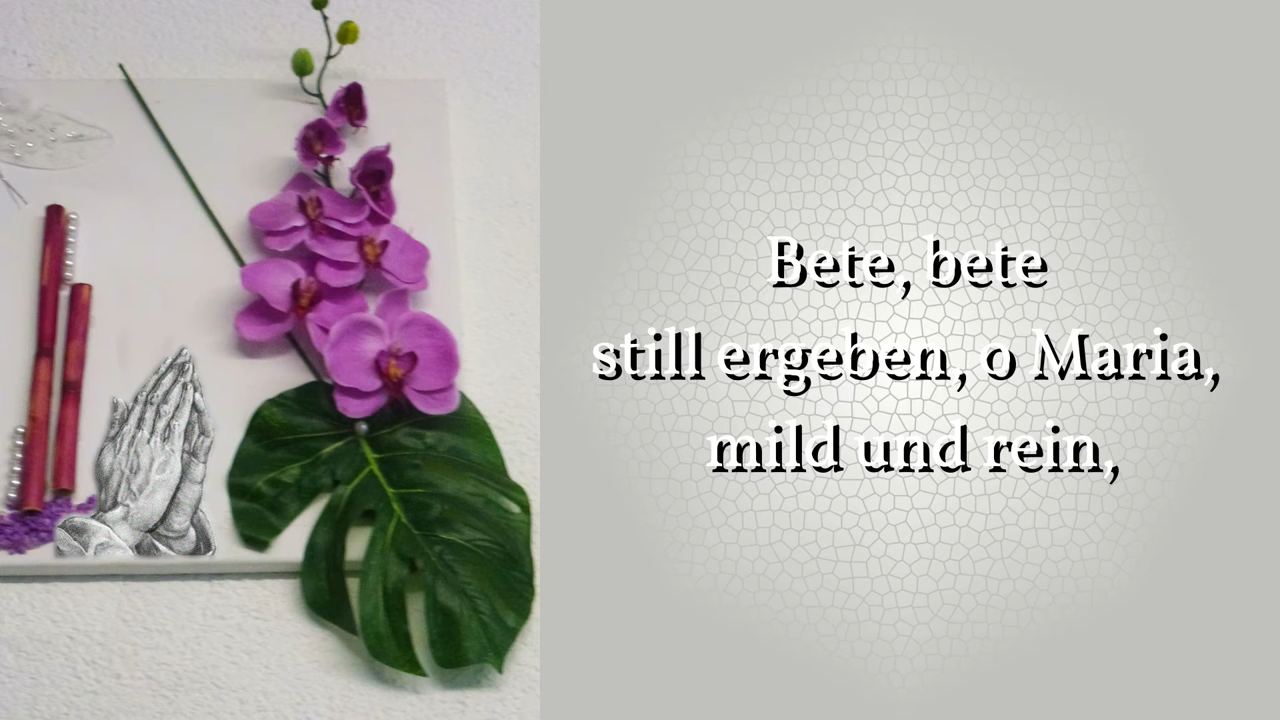 Bete, bete
still ergeben, o Maria,
mild und rein,